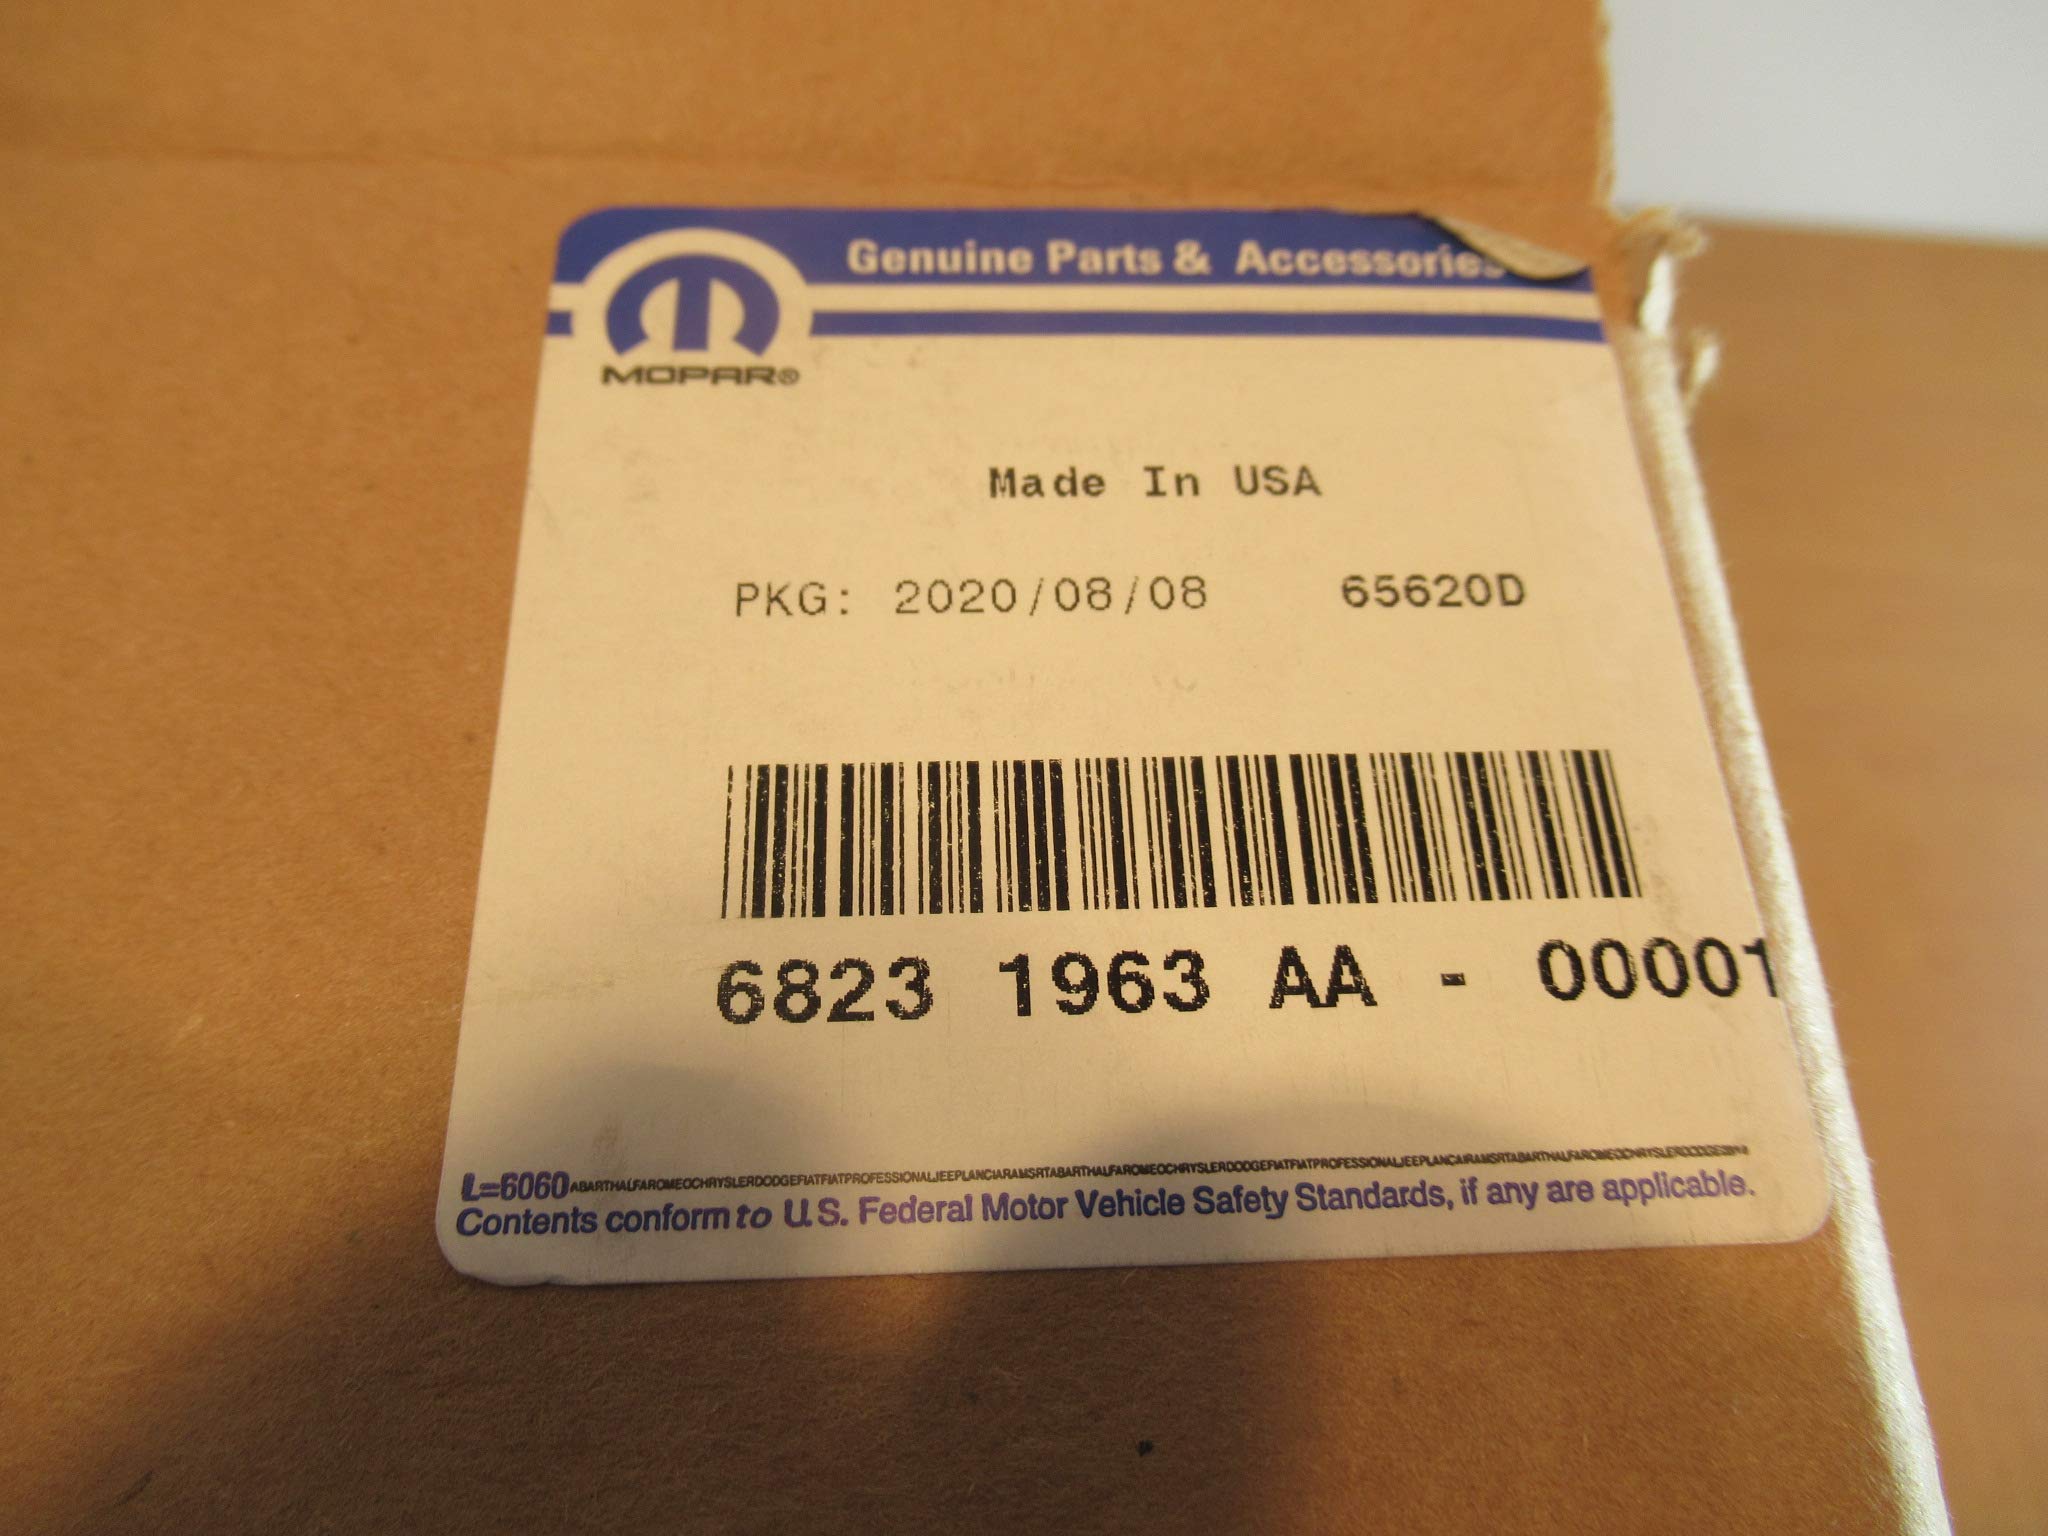 Genuine Parts & Accessories
MOPAR®
Made In USA
PKG: 2020/08/08 65620D
6823 1963 AA - 00001
L=6060
Contents conform to U.S. Federal Motor Vehicle Safety Standards, if any are applicable.